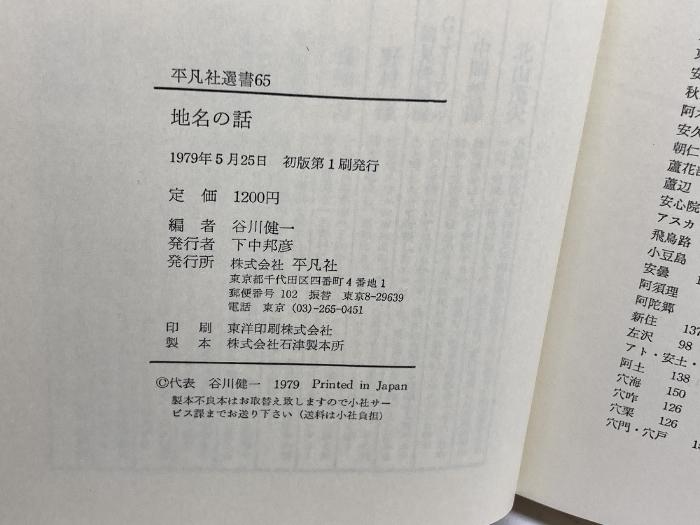 平凡社選書65
地名の話
1979年5月25日 初版第1刷発行
定 価 1200円
編 者 谷川健一
発行者 下中邦彦
発行所 株式会社 平凡社
東京都千代田区四番町4番地1
郵便番号 102 振替 東京8-29639
電話 東京 (03)-265-0451
印 刷 東洋印刷株式会社
製 本 株式会社石津製本所
©代表 谷川健一 1979 Printed in Japan
製本不良本はお取替え致しますので小社サー
ビス課までお送り下さい（送料は小社負担）
安
秋
朝仁
蘆辺
安心院
アスカ
飛鳥路
小豆島
安曇 1
阿須理
阿陀郷
新住 137
左沢 98
アト・安土・
阿土 138
穴海 150
穴咋 126
穴栗 126
穴門・穴戸